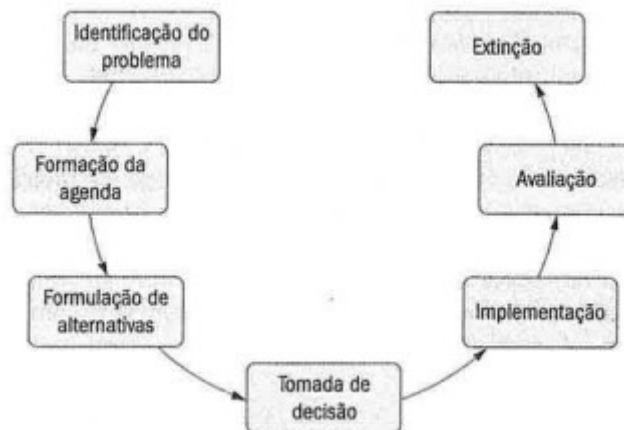 Identificação do
problema
Formação da
agenda
Formulação de
alternativas
Tomada de
decisão
Implementação
Avaliação
Extinção